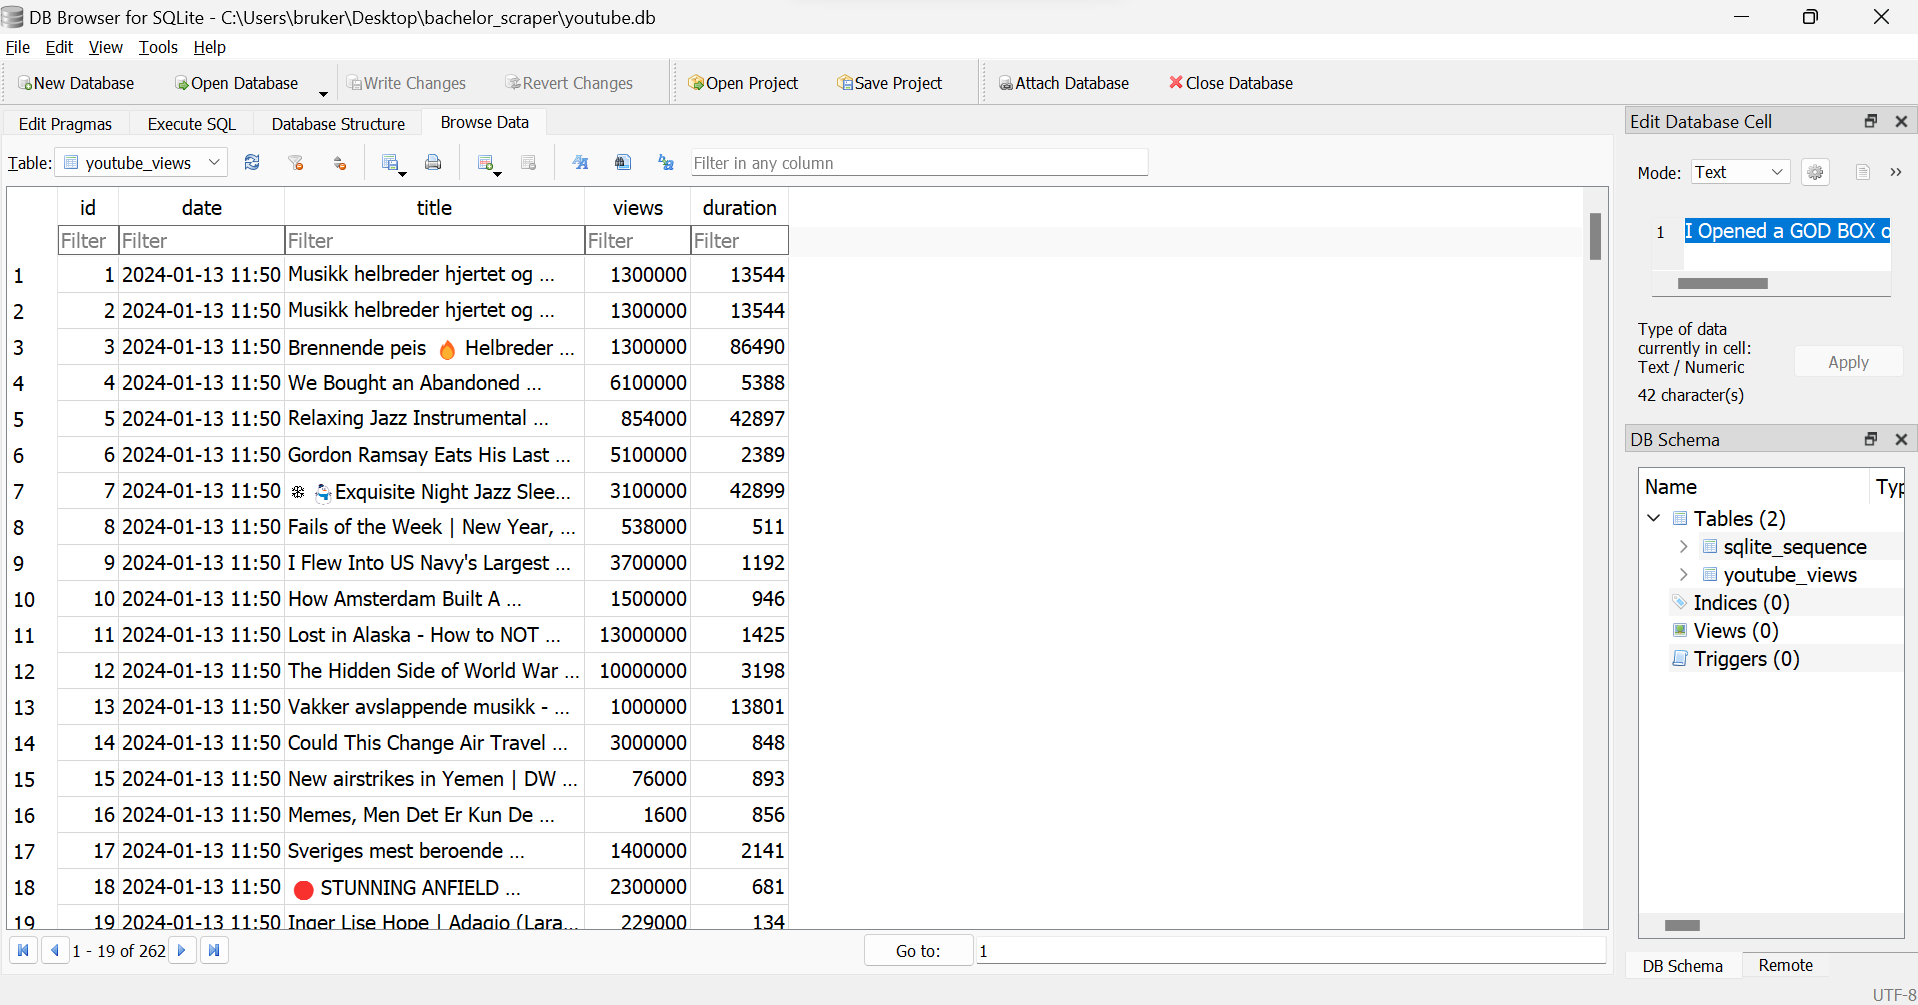 DB Browser for SQLite - C:\Users\bruker\Desktop\bachelor_scraper\youtube.db
File Edit View Tools Help
New Database Open Database Write Changes Revert Changes Open Project Save Project Attach Database Close Database
Edit Pragmas Execute SQL Database Structure Browse Data
Table: youtube_views Filter in any column
id date title views duration
Filter Filter Filter Filter Filter
1 1 2024-01-13 11:50 Musikk helbreder hjertet og ... 1300000 13544
2 2 2024-01-13 11:50 Musikk helbreder hjertet og ... 1300000 13544
3 3 2024-01-13 11:50 Brennende peis 🔥 Helbreder ... 1300000 86490
4 4 2024-01-13 11:50 We Bought an Abandoned ... 6100000 5388
5 5 2024-01-13 11:50 Relaxing Jazz Instrumental ... 854000 42897
6 6 2024-01-13 11:50 Gordon Ramsay Eats His Last ... 5100000 2389
7 7 2024-01-13 11:50 ❄ ⛄Exquisite Night Jazz Slee... 3100000 42899
8 8 2024-01-13 11:50 Fails of the Week | New Year, ... 538000 511
9 9 2024-01-13 11:50 I Flew Into US Navy's Largest ... 3700000 1192
10 10 2024-01-13 11:50 How Amsterdam Built A ... 1500000 946
11 11 2024-01-13 11:50 Lost in Alaska - How to NOT ... 13000000 1425
12 12 2024-01-13 11:50 The Hidden Side of World War ... 10000000 3198
13 13 2024-01-13 11:50 Vakker avslappende musikk - ... 1000000 13801
14 14 2024-01-13 11:50 Could This Change Air Travel ... 3000000 848
15 15 2024-01-13 11:50 New airstrikes in Yemen | DW ... 76000 893
16 16 2024-01-13 11:50 Memes, Men Det Er Kun De ... 1600 856
17 17 2024-01-13 11:50 Sveriges mest beroende ... 1400000 2141
18 18 2024-01-13 11:50 🔴 STUNNING ANFIELD ... 2300000 681
19 19 2024-01-13 11:50 Inger Lise Hope | Adagio (Lara... 229000 134
1 - 19 of 262 Go to: 1
Edit Database Cell
Mode: Text »
1 I Opened a GOD BOX o
Type of data
currently in cell:
Text / Numeric
Apply
42 character(s)
DB Schema
Name Typ
Tables (2)
sqlite_sequence
youtube_views
Indices (0)
Views (0)
Triggers (0)
DB Schema Remote
UTF-8